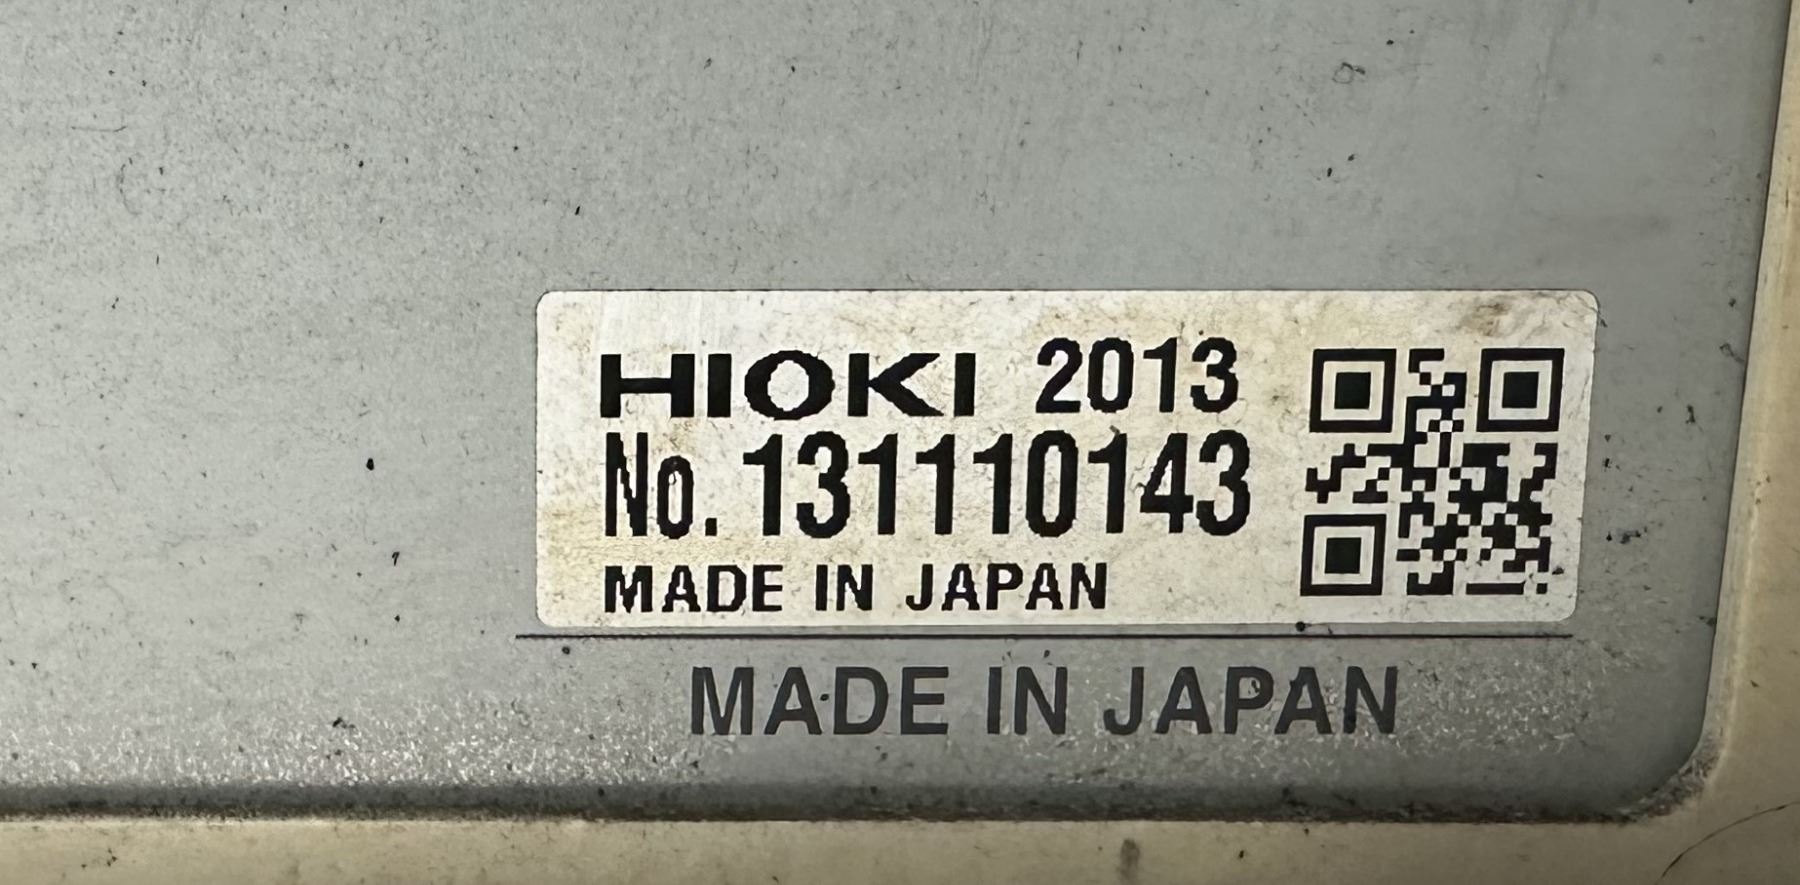 HIOKI 2013
No. 131110143
MADE IN JAPAN
MADE IN JAPAN